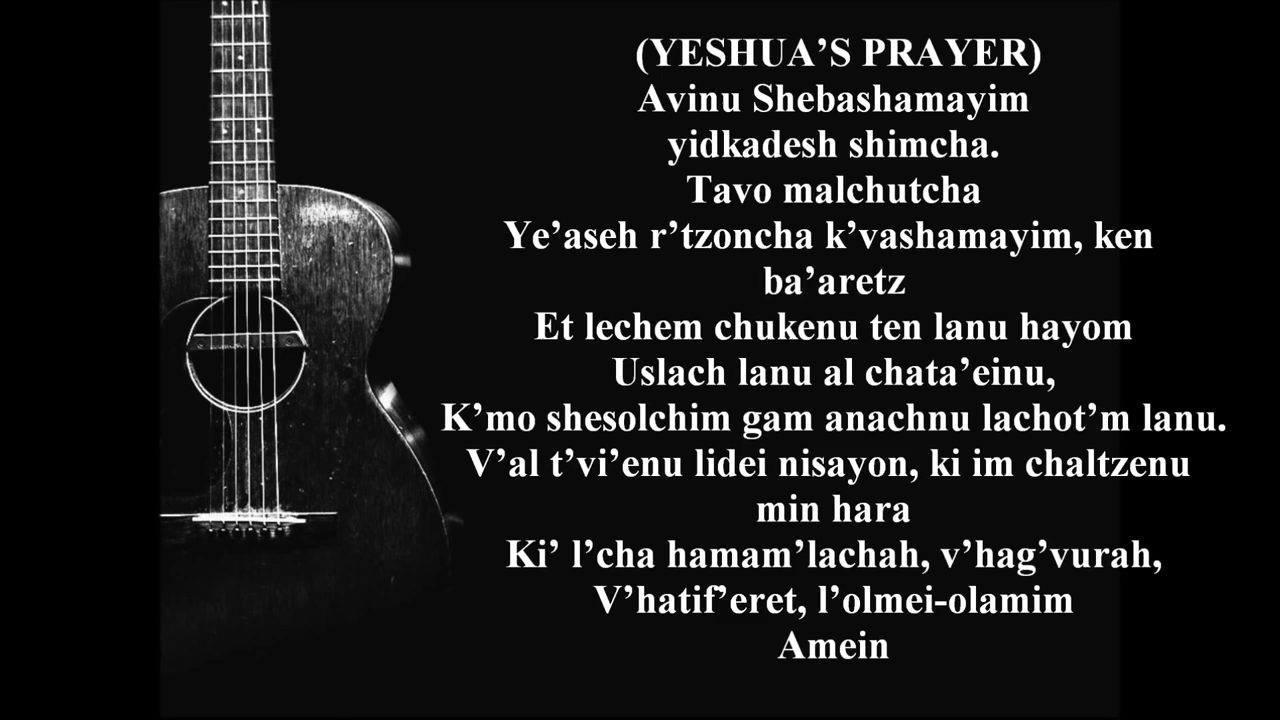 (YESHUA’S PRAYER)
Avinu Shebashamayim
yidkadesh shimcha.
Tavo malchutcha
Ye’aseh r’tzoncha k’vashamayim, ken
ba’aretz
Et lechem chukenu ten lanu hayom
Uslach lanu al chata’einu,
K’mo shesolchim gam anachnu lachot’m lanu.
V’al t’vi’enu lidei nisayon, ki im chaltzenu
min hara
Ki’ l’cha hamam’lachah, v’hag’vurah,
V’hatif’eret, l’olmei-olamim
Amein